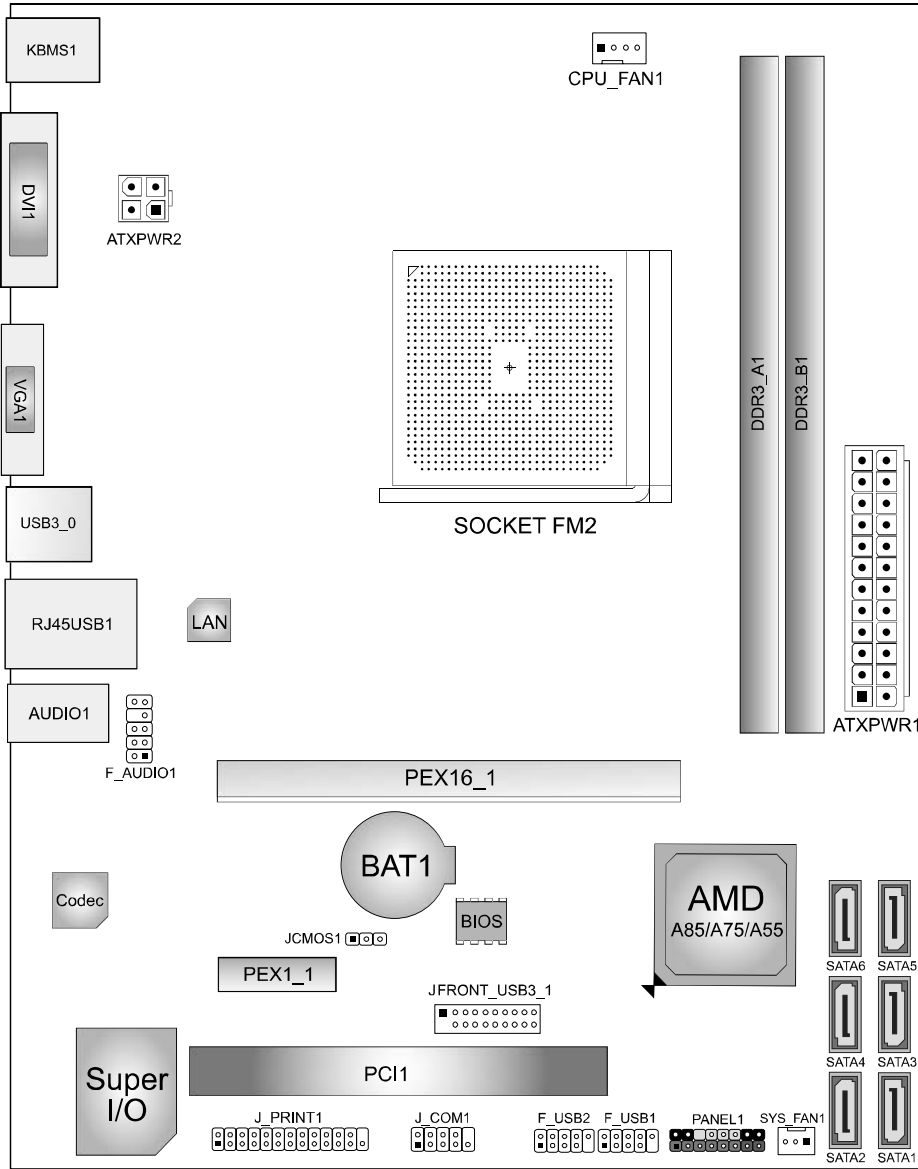 KBMS1
CPU_FAN1
DVI1
ATXPWR2
VGA1
DDR3_A1
DDR3_B1
USB3_0
SOCKET FM2
RJ45USB1
LAN
AUDIO1
ATXPWR1
F_AUDIO1
PEX16_1
BAT1
AMD
A85/A75/A55
Codec
BIOS
JCMOS1
SATA6
SATA5
PEX1_1
JFRONT_USB3_1
SATA4
SATA3
Super
I/O
PCI1
J_PRINT1
J_COM1
F_USB2
F_USB1
PANEL1
SYS_FAN1
SATA2
SATA1